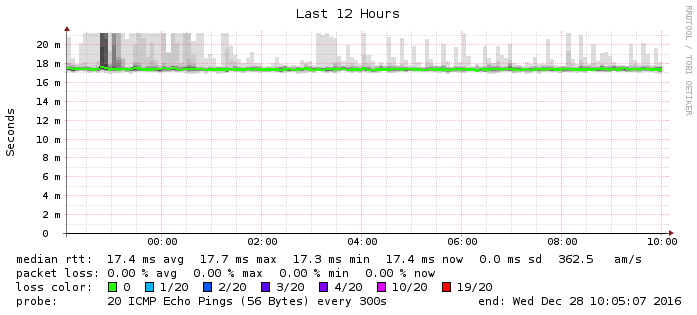 Last 12 Hours
RRDTOOL / TOBI OETIKER
Seconds
20 m
18 m
16 m
14 m
12 m
10 m
8 m
6 m
4 m
2 m
0
00:00 02:00 04:00 06:00 08:00 10:00
median rtt: 17.4 ms avg 17.7 ms max 17.3 ms min 17.4 ms now 0.0 ms sd 362.5 am/s
packet loss: 0.00 % avg 0.00 % max 0.00 % min 0.00 % now
loss color: 0 1/20 2/20 3/20 4/20 10/20 19/20
probe: 20 ICMP Echo Pings (56 Bytes) every 300s end: Wed Dec 28 10:05:07 2016